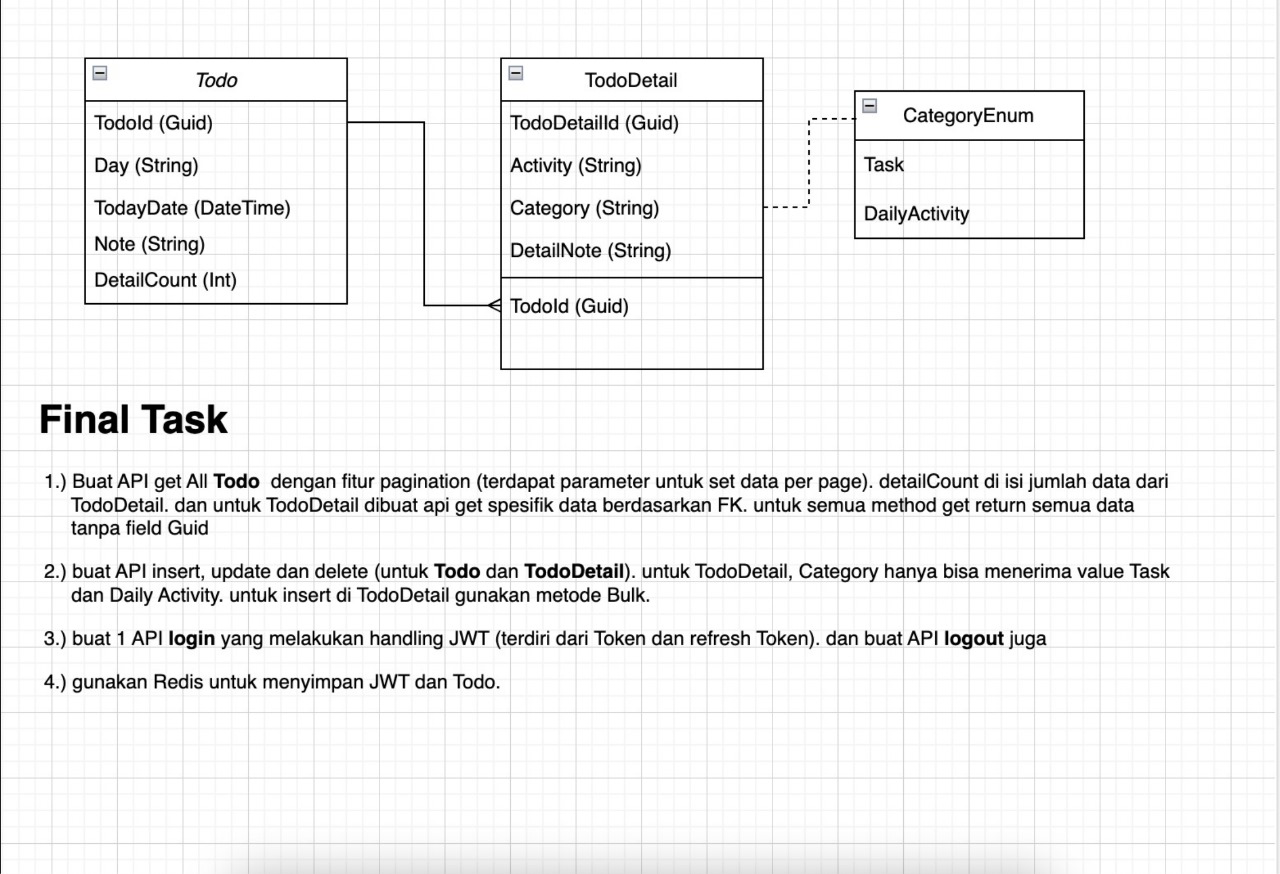 Todo
TodoId (Guid)
Day (String)
TodayDate (DateTime)
Note (String)
DetailCount (Int)
TodoDetail
TodoDetailId (Guid)
Activity (String)
Category (String)
DetailNote (String)
TodoId (Guid)
CategoryEnum
Task
DailyActivity
Final Task
1.) Buat API get All Todo dengan fitur pagination (terdapat parameter untuk set data per page). detailCount di isi jumlah data dari
TodoDetail. dan untuk TodoDetail dibuat api get spesifik data berdasarkan FK. untuk semua method get return semua data
tanpa field Guid
2.) buat API insert, update dan delete (untuk Todo dan TodoDetail). untuk TodoDetail, Category hanya bisa menerima value Task
dan Daily Activity. untuk insert di TodoDetail gunakan metode Bulk.
3.) buat 1 API login yang melakukan handling JWT (terdiri dari Token dan refresh Token). dan buat API logout juga
4.) gunakan Redis untuk menyimpan JWT dan Todo.